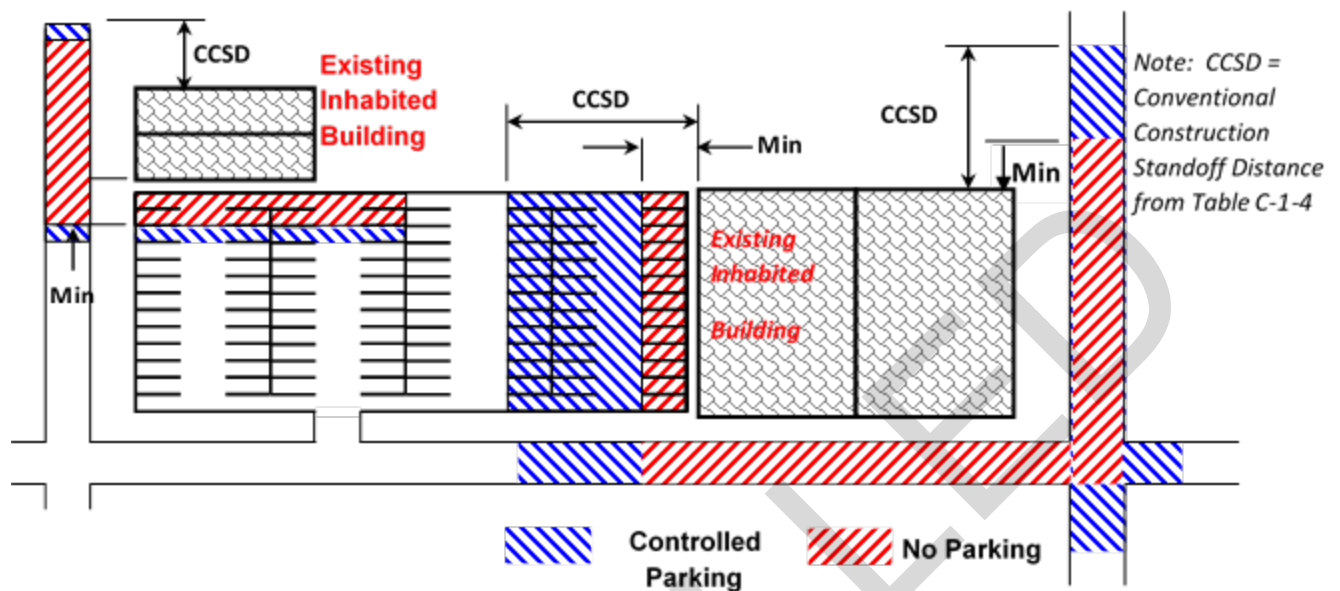 CCSD
Existing
Inhabited
Building
CCSD
Min
CCSD
Min
Note: CCSD =
Conventional
Construction
Standoff Distance
from Table C-1-4
Min
Existing
Inhabited
Building
Controlled
Parking
No Parking